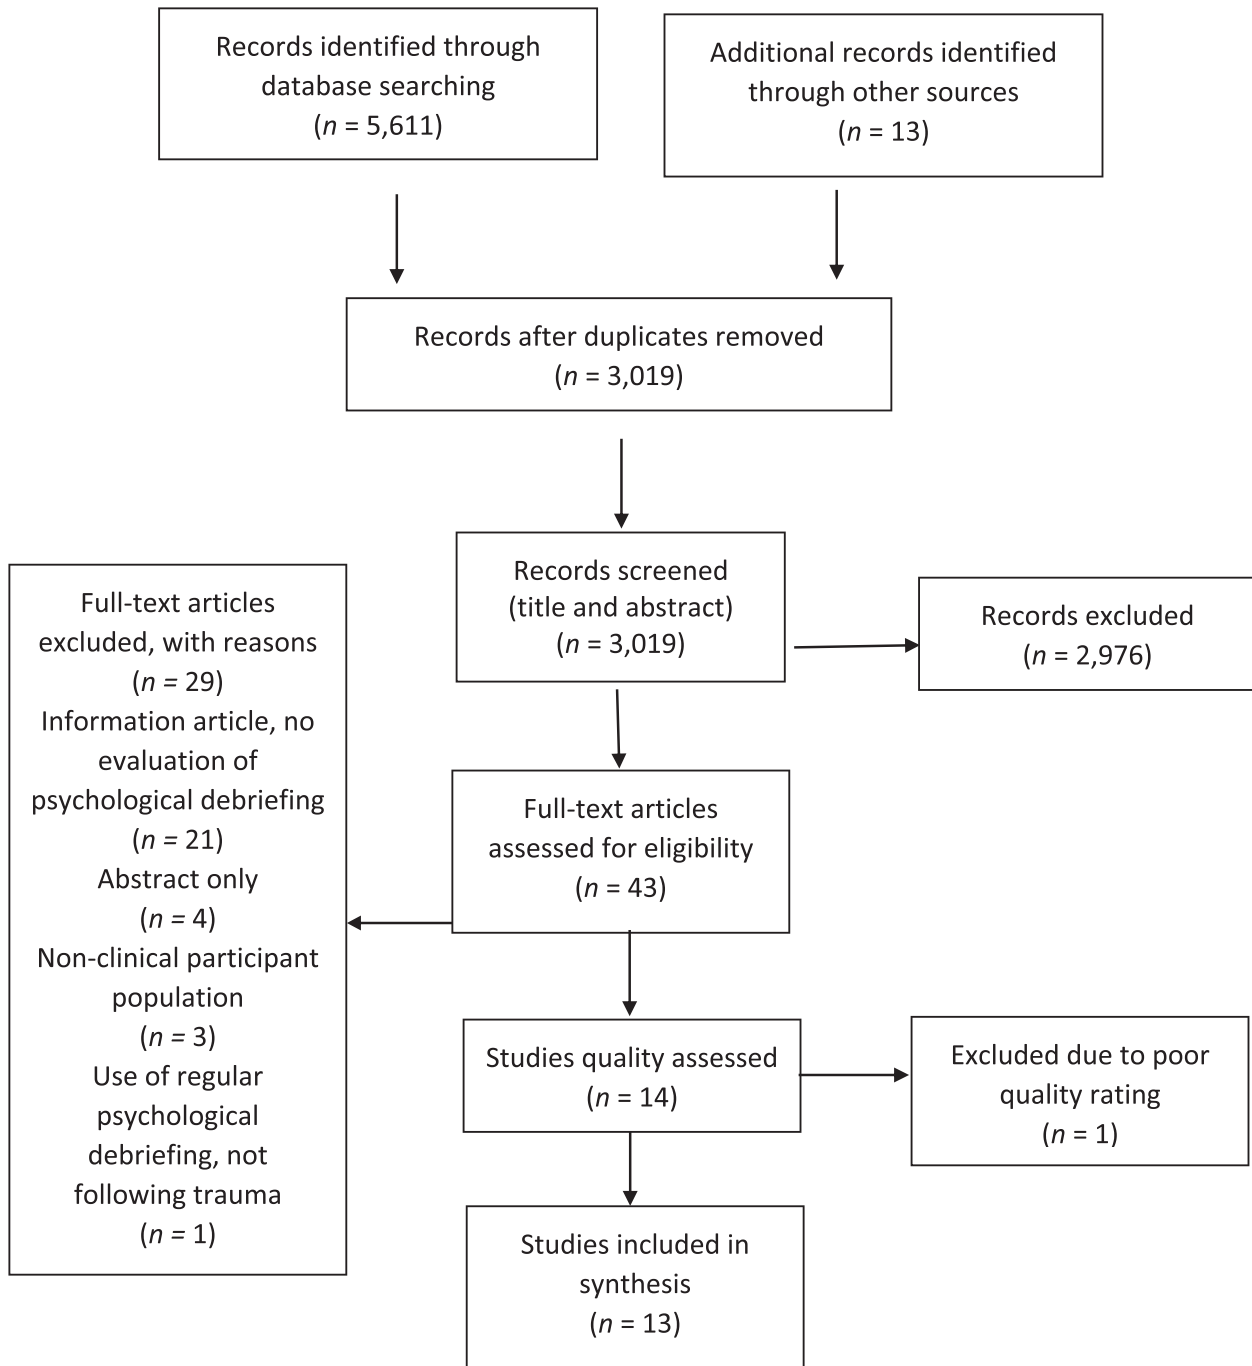 Records identified through
database searching
(n = 5,611)
Additional records identified
through other sources
(n = 13)
Records after duplicates removed
(n = 3,019)
Records screened
(title and abstract)
(n = 3,019)
Records excluded
(n = 2,976)
Full-text articles
assessed for eligibility
(n = 43)
Full-text articles
excluded, with reasons
(n = 29)
Information article, no
evaluation of
psychological debriefing
(n = 21)
Abstract only
(n = 4)
Non-clinical participant
population
(n = 3)
Use of regular
psychological
debriefing, not
following trauma
(n = 1)
Studies quality assessed
(n = 14)
Excluded due to poor
quality rating
(n = 1)
Studies included in
synthesis
(n = 13)